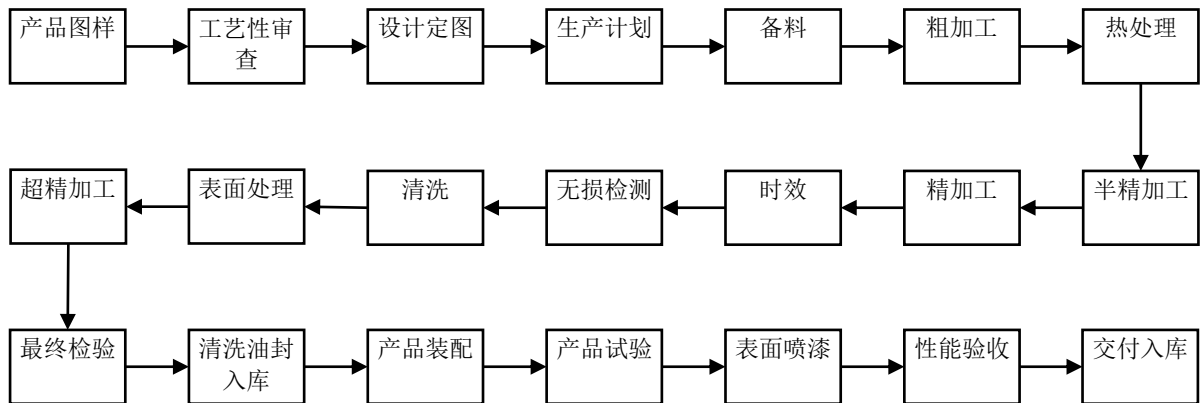 产品图样
工艺性审
查
设计定图
生产计划
备料
粗加工
热处理
半精加工
精加工
时效
无损检测
清洗
表面处理
超精加工
最终检验
清洗油封
入库
产品装配
产品试验
表面喷漆
性能验收
交付入库